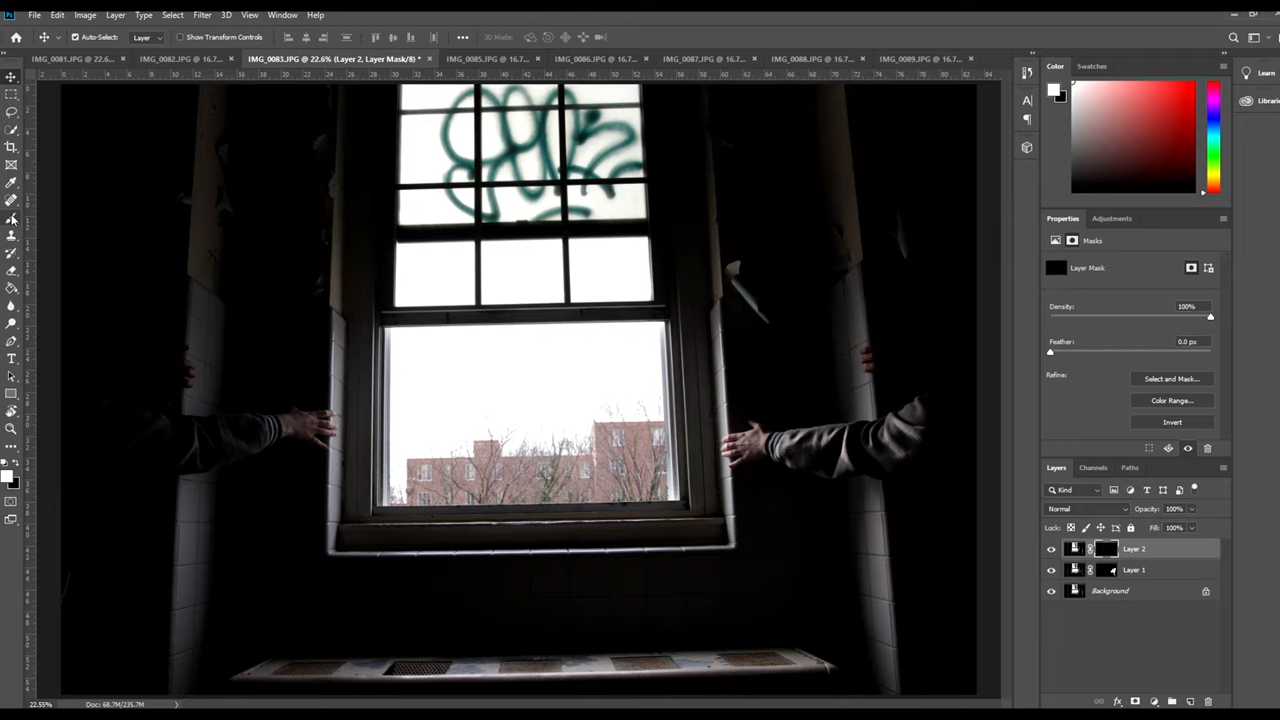 File Edit Image Layer Type Select Filter 3D View Window Help
Auto-Select: Layer Show Transform Controls 3D Mode:
IMG_0081.JPG @ 22.6... × IMG_0082.JPG @ 16.7... × IMG_0083.JPG @ 22.6% (Layer 2, Layer Mask/8) * × IMG_0085.JPG @ 16.7... × IMG_0086.JPG @ 16.7... × IMG_0087.JPG @ 16.7... × IMG_0088.JPG @ 16.7... × IMG_0089.JPG @ 16.7... ×
Color Swatches
Learn
Librarie
Properties Adjustments
Masks
Layer Mask
Density: 100%
Feather: 0.0 px
Refine: Select and Mask...
Color Range...
Invert
Layers Channels Paths
Kind
Normal Opacity: 100%
Lock: Fill: 100%
Layer 2
Layer 1
Background
22.55% Doc: 68.7M/235.7M